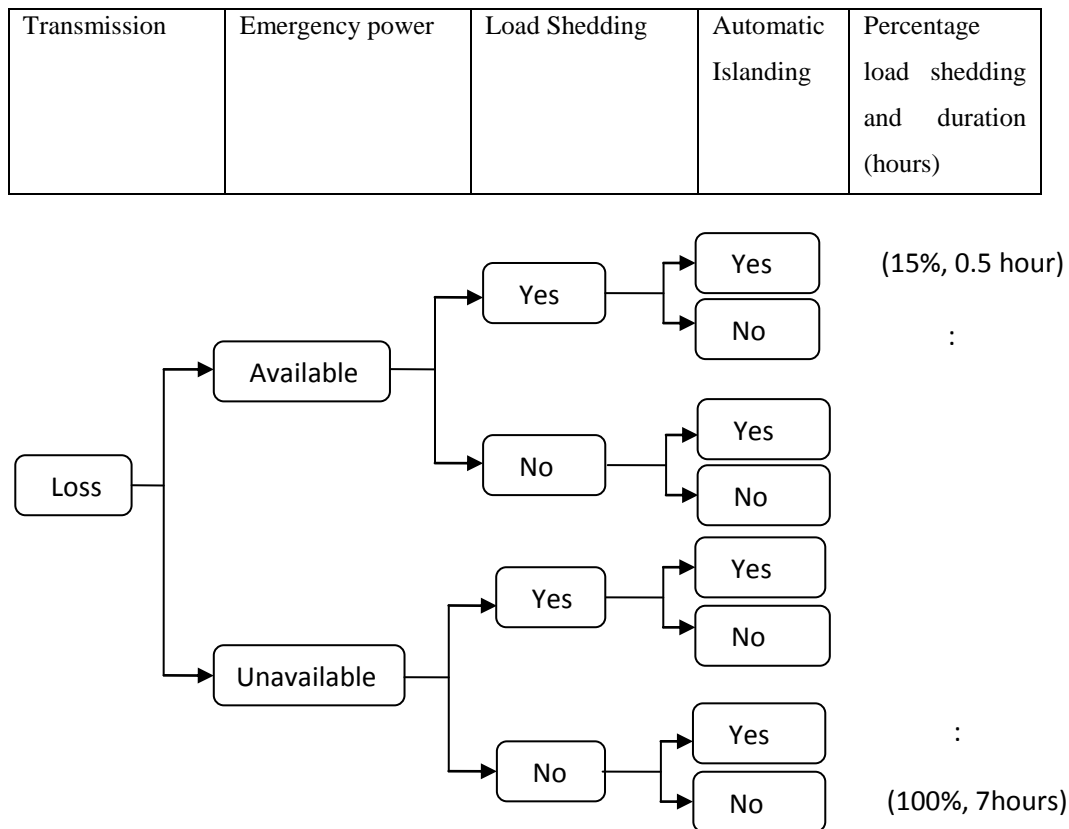 Transmission Emergency power Load Shedding Automatic Percentage
Islanding load shedding
and duration
(hours)
Yes (15%, 0.5 hour)
Yes
No :
Available
Yes
No
No
Loss
Yes
Yes
No
Unavailable
Yes :
No
No (100%, 7hours)